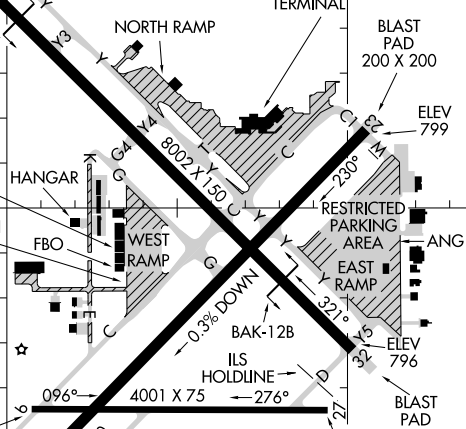 TERMINAL
NORTH RAMP
BLAST
PAD
200 X 200
Y
Y3
Y
23
ELEV
799
C1
W
Y4
G4
8002 X 150
Y
C
K
G
HANGAR
230°
C
Y
RESTRICTED
PARKING
AREA
ANG
FBO
WEST
RAMP
Y
G
Y
EAST
RAMP
0.3% DOWN
321°
E
C
BAK-12B
Y5
ELEV
796
32
ILS
HOLDLINE
D
BLAST
PAD
096°
4001 X 75
276°
9
27